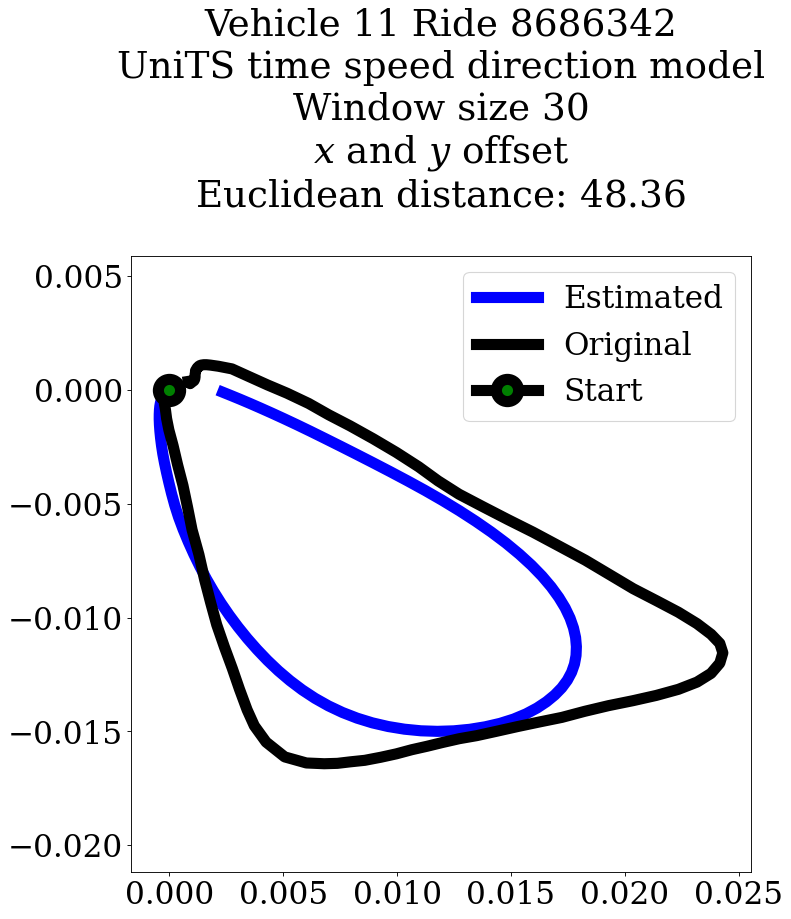 Vehicle 11 Ride 8686342
UniTS time speed direction model
Window size 30
x and y offset
Euclidean distance: 48.36
0.005
0.000
−0.005
−0.010
−0.015
−0.020
Estimated
Original
Start
0.000 0.005 0.010 0.015 0.020 0.025